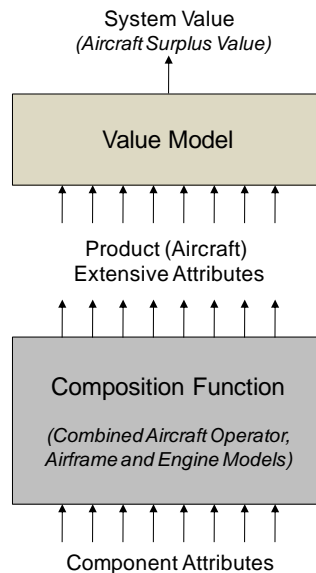 System Value
(Aircraft Surplus Value)
Value Model
Product (Aircraft)
Extensive Attributes
Composition Function
(Combined Aircraft Operator,
Airframe and Engine Models)
Component Attributes